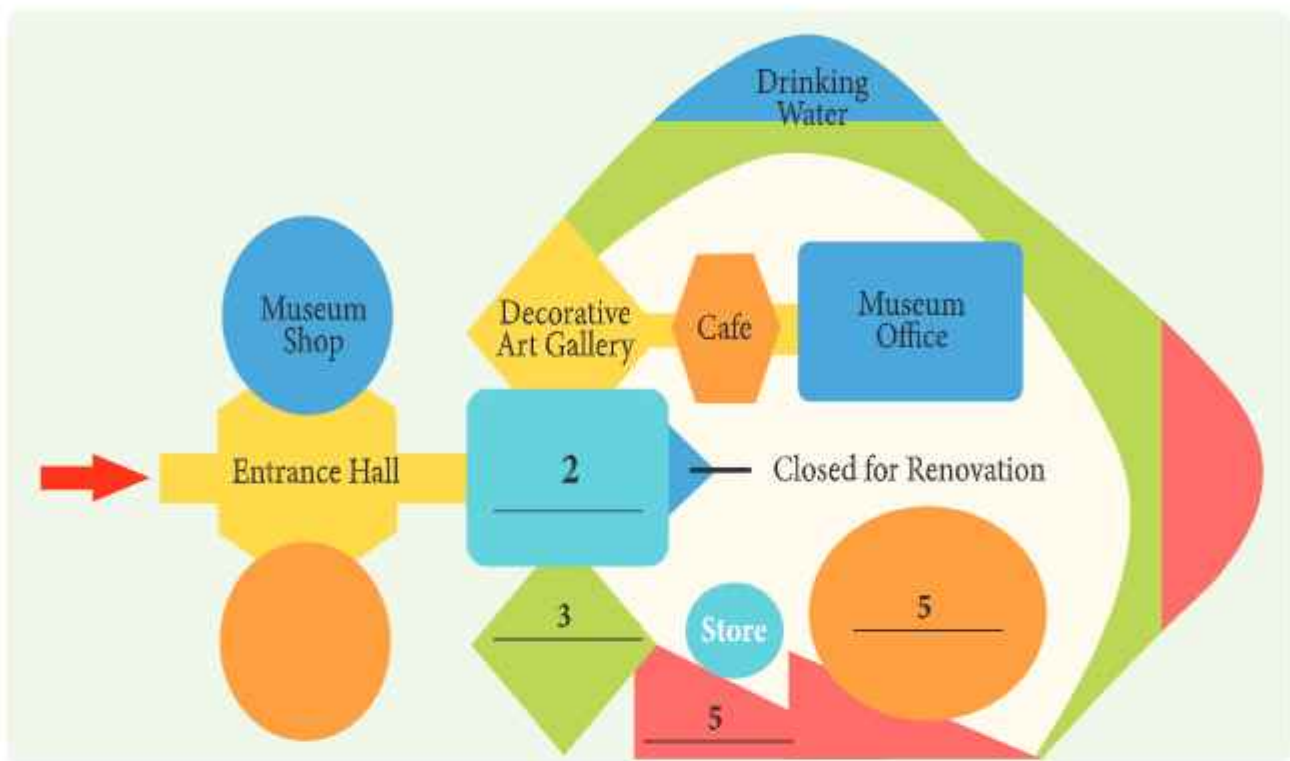 Drinking
Water
Museum
Shop
Decorative
Art Gallery
Cafe
Museum
Office
Entrance Hall
2
Closed for Renovation
3
Store
5
5